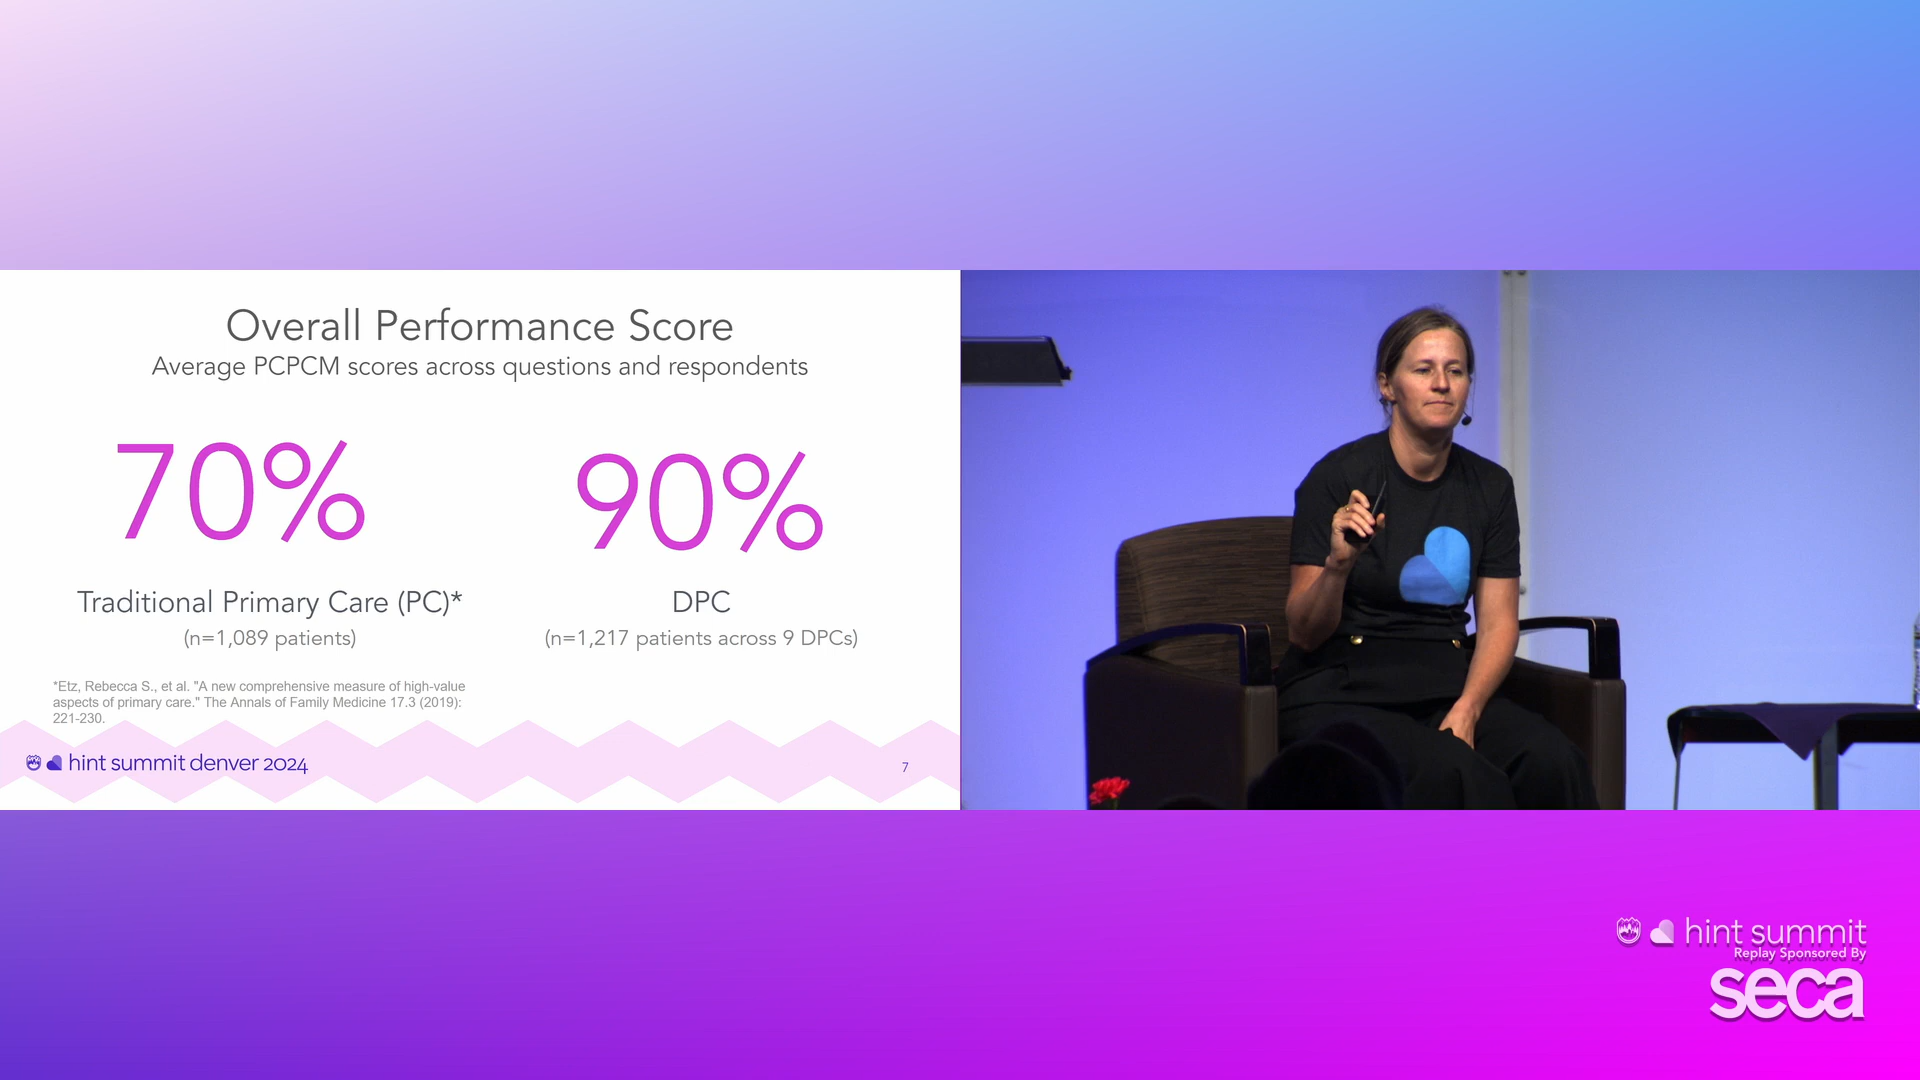 Overall Performance Score
Average PCPCM scores across questions and respondents
70%
Traditional Primary Care (PC)*
(n=1,089 patients)
90%
DPC
(n=1,217 patients across 9 DPCs)
*Etz, Rebecca S., et al. "A new comprehensive measure of high-value
aspects of primary care." The Annals of Family Medicine 17.3 (2019):
221-230.
hint summit denver 2024
7
hint summit
Replay Sponsored By
seca